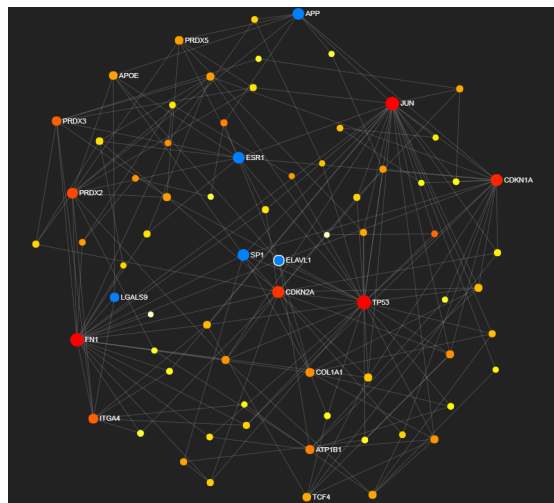 APP
PRDX5
APOE
JUN
PRDX3
ESR1
CDKN1A
PRDX2
SP1
ELAVL1
CDKN2A
LGALS9
TP53
FN1
COL1A1
ITGA4
ATP1B1
TCF4